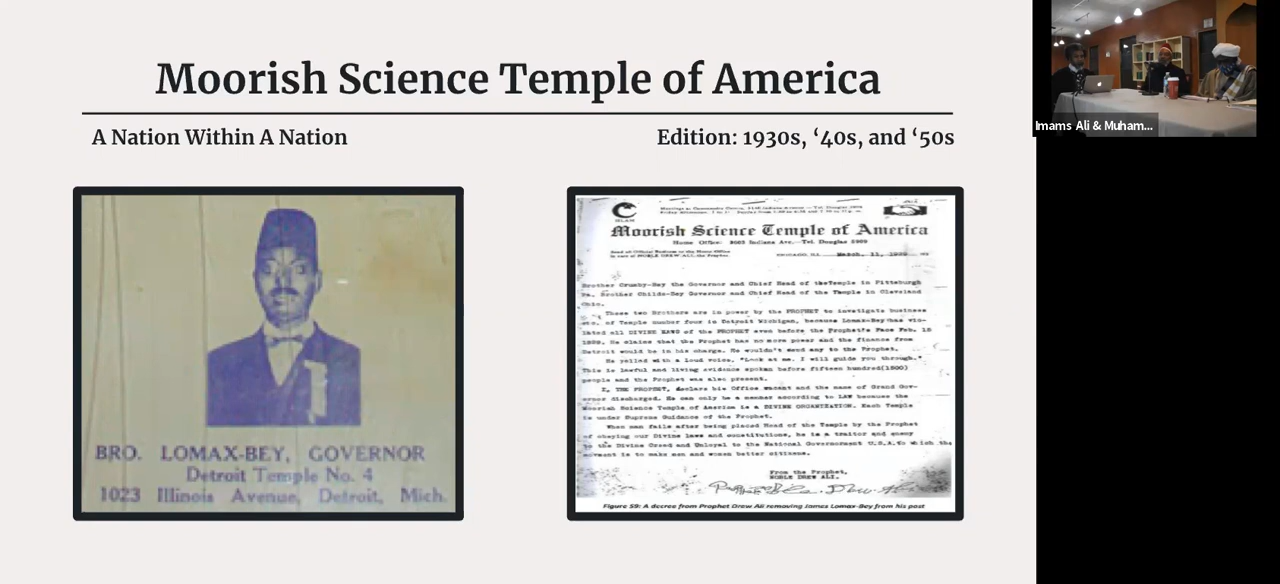 Moorish Science Temple of America
A Nation Within A Nation
Edition: 1930s, ‘40s, and ‘50s
BRO. LOMAX-BEY, GOVERNOR
Detroit Temple No. 4
1023 Illinois Avenue, Detroit, Mich.
ISLAM
Moorish Science Temple of America
Home Office: 3603 Indiana Ave.—Tel. Douglas
CHICAGO, ILL. March. 11, 1929
Brother Crumby-Bey the Governor and Chief Head of theTemple in Pittsburgh
Pa. Brother Childs-Bey Governor and Chief Head of the Temple in Cleveland
Ohio.
These two Brothers are in power by the PROPHET to investigate business
etc. of Temple number four in Detroit Michigan, because Lomax-Bey has vio-
lated all DIVINE LAWS of the PROPHET even before the Prophet's Face Feb. 15
1929. He claims that the Prophet has no more power and the finance from
Detroit would be in his charge. He wouldn't send any to the Prophet.
He yelled with a loud voice, "Look at me. I will guide you through."
This is lawful and living evidence spoken before fifteen hundred(1500)
people and the Prophet was also present.
I, THE PROPHET, declare his Office vacant and the name of Grand Gov-
ernor discharged. He can only be a member according to LAW because the
Moorish Science Temple of America is a DIVINE ORGANIZATION. Each Temple
is under Supreme Guidance of the Prophet.
When man fails after being placed Head of the Temple by the Prophet
of obeying our Divine laws and constitutions, he is a traitor and enemy
to the Divine Creed and Unloyal to the National Government U.S.A. to which the
movment is to make men and women better citizens.
From the Prophet,
NOBLE DREW ALI.
Figure 59: A decree from Prophet Drew Ali removing James Lomax-Bey from his post
Imams Ali & Muham...